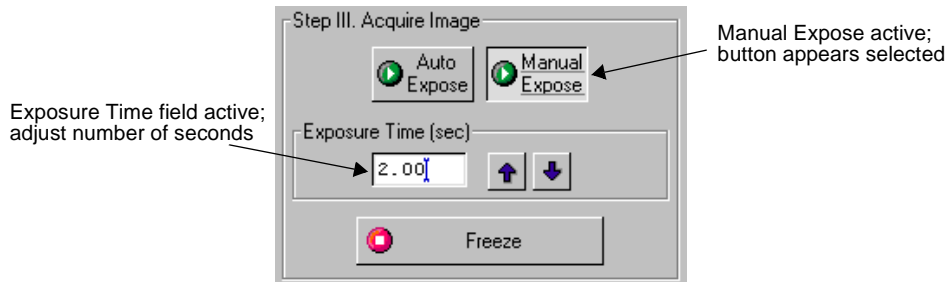 Step III. Acquire Image
Manual Expose active;
button appears selected
Auto
Expose
Manual
Expose
Exposure Time field active;
adjust number of seconds
Exposure Time (sec)
2.00
Freeze